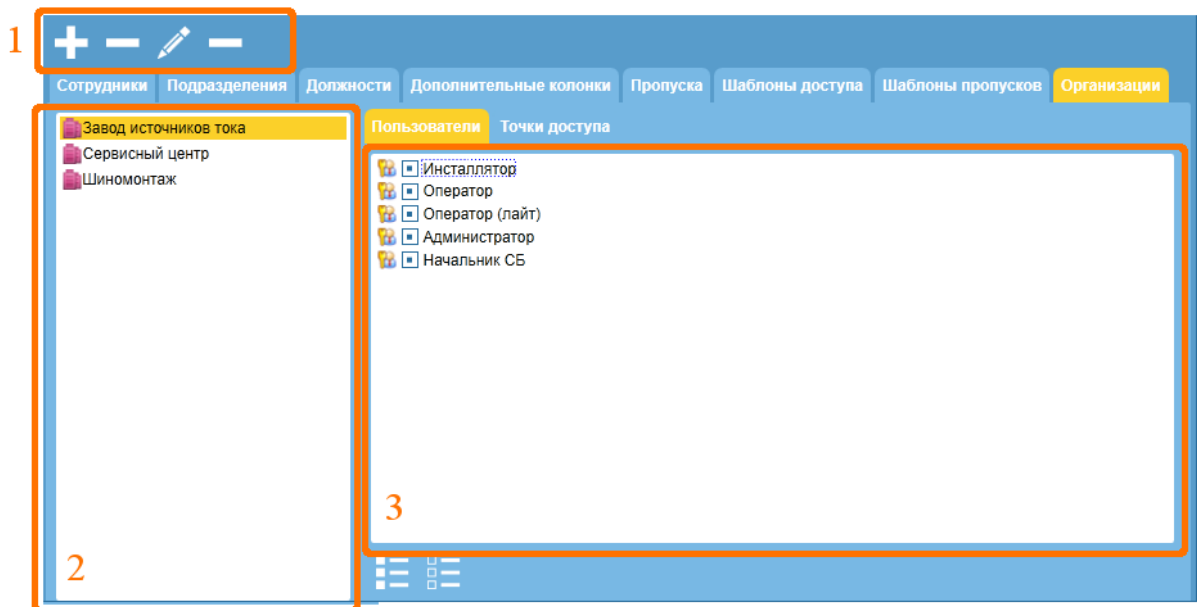 1
Сотрудники Подразделения Должности Дополнительные колонки Пропуска Шаблоны доступа Шаблоны пропусков Организации
Завод источников тока
Сервисный центр
Шиномонтаж
2
Пользователи Точки доступа
Инсталлятор
Оператор
Оператор (лайт)
Администратор
Начальник СБ
3